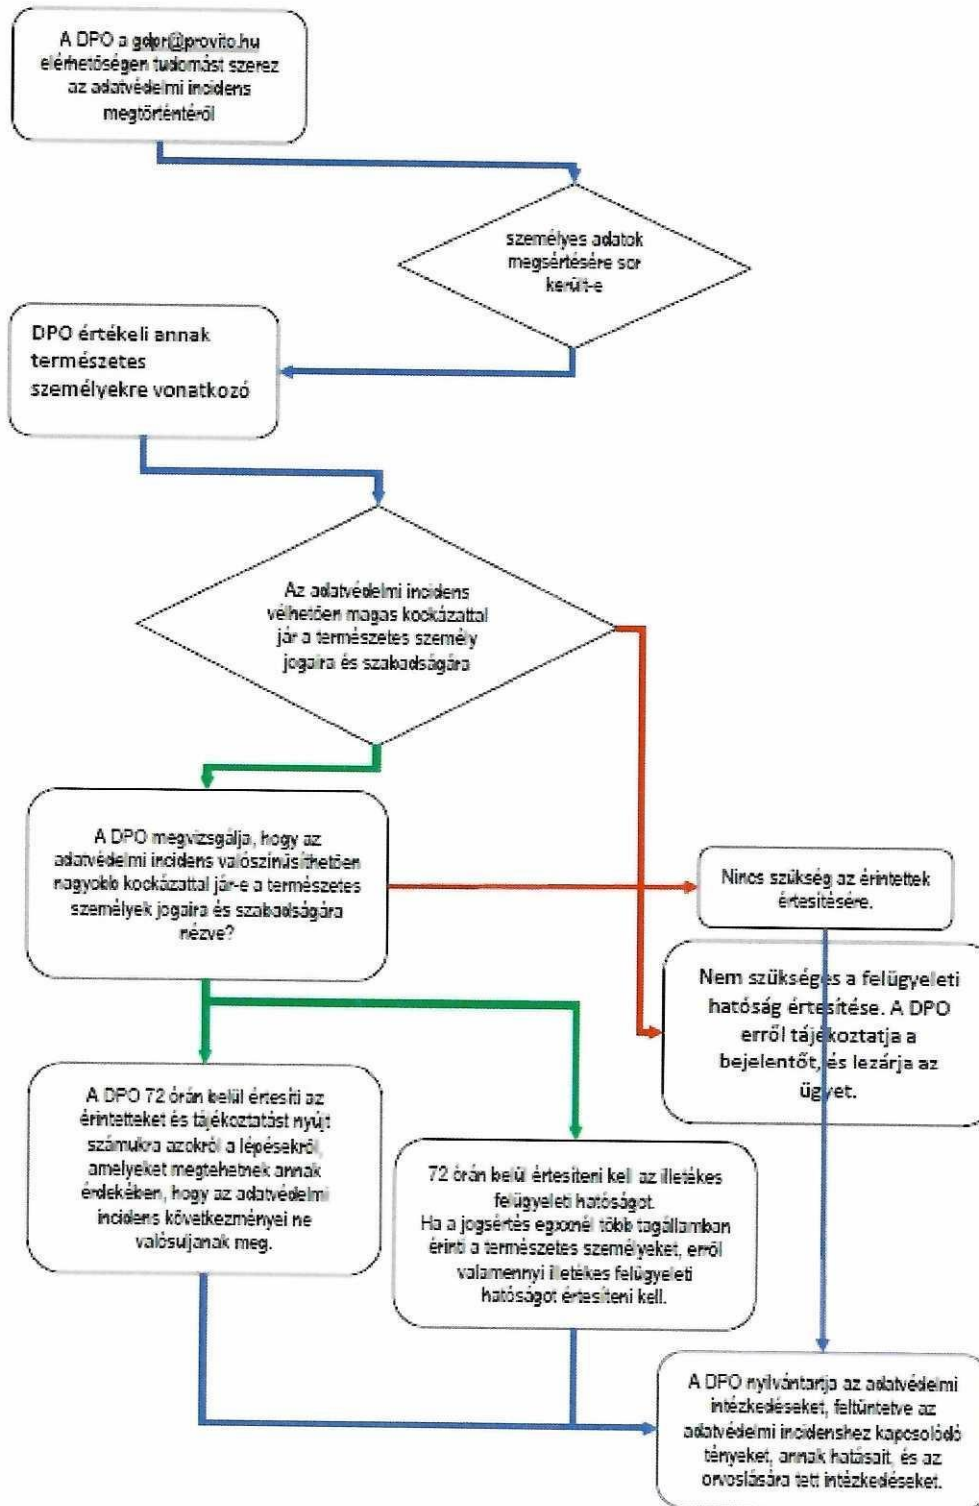 A DPO a gdpr@provito.hu
elérhetőségen tudomást szerez
az adatvédelmi incidens
megtörténtéről
személyes adatok
megsértésére sor
került-e
DPO értékeli annak
természetes
személyekre vonatkozó
Az adatvédelmi incidens
vélhetően magas kockázattal
jár a természetes személy
jogaira és szabadságára
A DPO megvizsgálja, hogy az
adatvédelmi incidens valószínűsíthetően
nagyobb kockázattal jár-e a természetes
személyek jogaira és szabadságára
nézve?
Nincs szükség az érintettek
értesítésére.
Nem szükséges a felügyeleti
hatóság értesítése. A DPO
erről tájékoztatja a
bejelentőt, és lezárja az
ügyet.
A DPO 72 órán belül értesíti az
érintetteket és tájékoztatást nyújt
számukra azokról a lépésekről,
amelyeket megtehetnek annak
érdekében, hogy az adatvédelmi
incidens következményei ne
valósuljanak meg.
72 órán belül értesíteni kell az illetékes
felügyeleti hatóságot.
Ha a jogsértés egxxnél több tagállamban
érinti a természetes személyeket, erről
valamennyi illetékes felügyeleti
hatóságot értesíteni kell.
A DPO nyilvántartja az adatvédelmi
intézkedéseket, feltüntetve az
adatvédelmi incidenshez kapcsolódó
tényeket, annak hatásait, és az
orvoslására tett intézkedéseket.